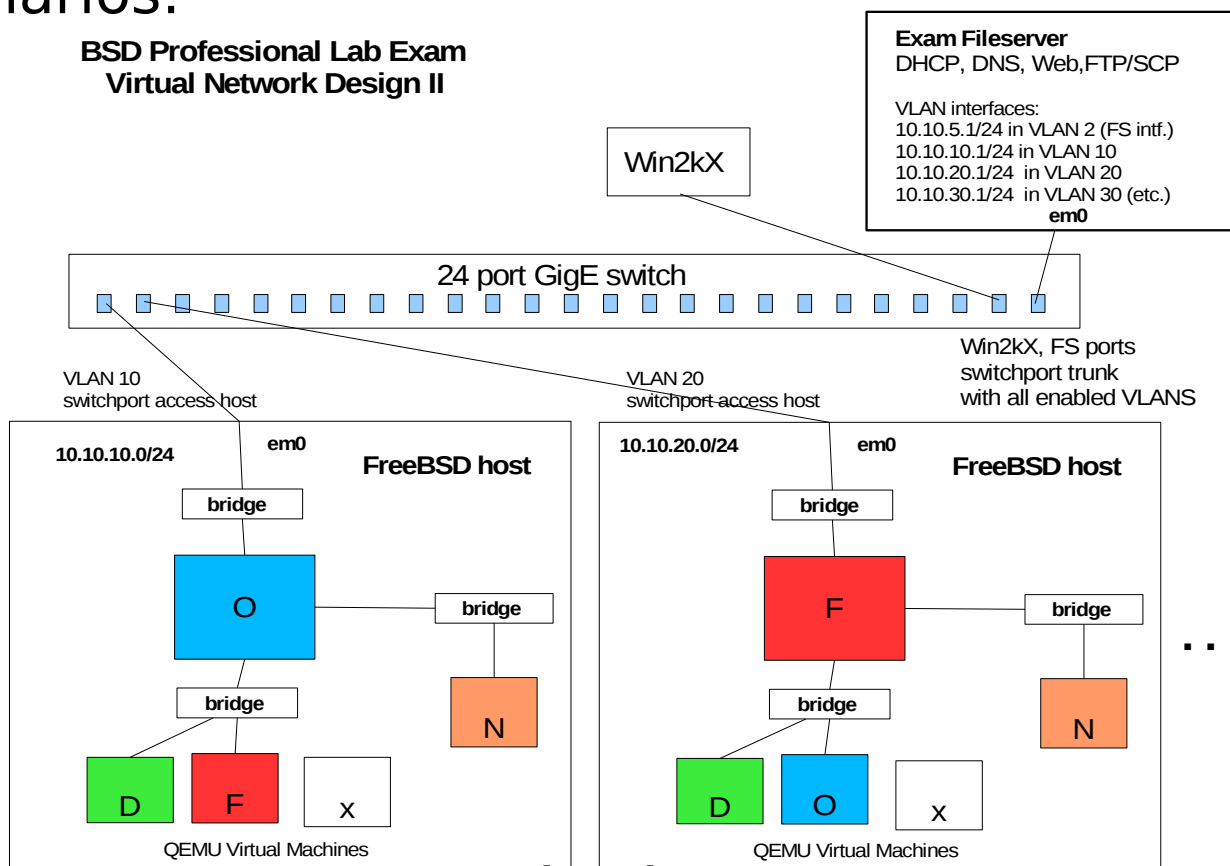 BSD Professional Lab Exam
Virtual Network Design II
Exam Fileserver
DHCP, DNS, Web,FTP/SCP
VLAN interfaces:
10.10.5.1/24 in VLAN 2 (FS intf.)
10.10.10.1/24 in VLAN 10
10.10.20.1/24 in VLAN 20
10.10.30.1/24 in VLAN 30 (etc.)
em0
Win2kX
24 port GigE switch
Win2kX, FS ports
switchport trunk
with all enabled VLANS
VLAN 10
switchport access host
VLAN 20
switchport access host
10.10.10.0/24
em0
FreeBSD host
bridge
O
bridge
bridge
N
D
F
x
QEMU Virtual Machines
10.10.20.0/24
em0
FreeBSD host
bridge
F
bridge
bridge
N
D
O
x
QEMU Virtual Machines
. .